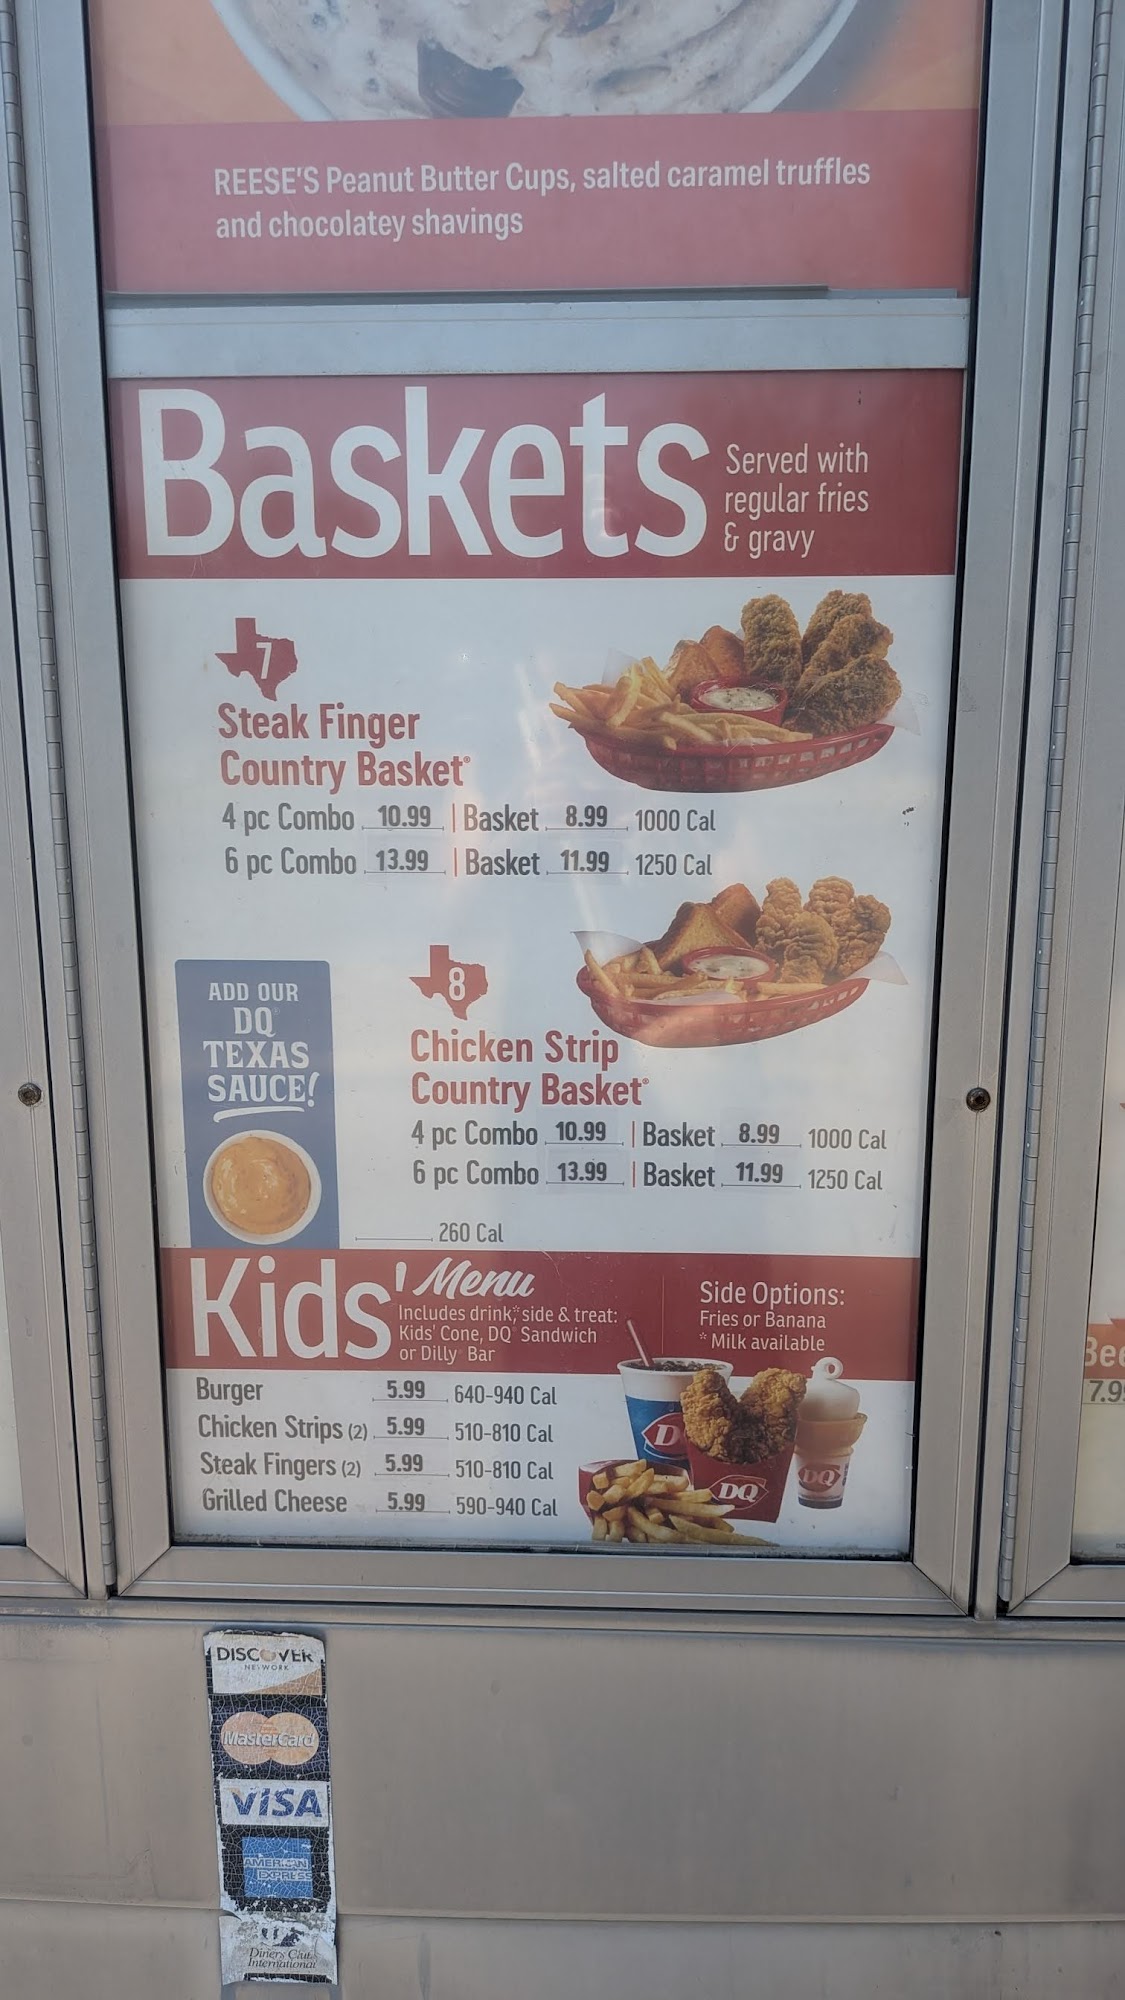 REESE'S Peanut Butter Cups, salted caramel truffles
and chocolatey shavings
Baskets
Served with
regular fries
& gravy
7
Steak Finger
Country Basket®
4 pc Combo 10.99 | Basket 8.99 1000 Cal
6 pc Combo 13.99 | Basket 11.99 1250 Cal
ADD OUR
DQ®
TEXAS
SAUCE!
260 Cal
8
Chicken Strip
Country Basket®
4 pc Combo 10.99 | Basket 8.99 1000 Cal
6 pc Combo 13.99 | Basket 11.99 1250 Cal
Kids' Menu
Includes drink,* side & treat:
Kids' Cone, DQ® Sandwich
or Dilly® Bar
Side Options:
Fries or Banana
* Milk available
Burger 5.99 640-940 Cal
Chicken Strips (2) 5.99 510-810 Cal
Steak Fingers (2) 5.99 510-810 Cal
Grilled Cheese 5.99 590-940 Cal
D
DQ
DQ
Bee
7.9
DISCOVER
NETWORK
MasterCard
VISA
AMERICAN
EXPRESS
Diners Club
International